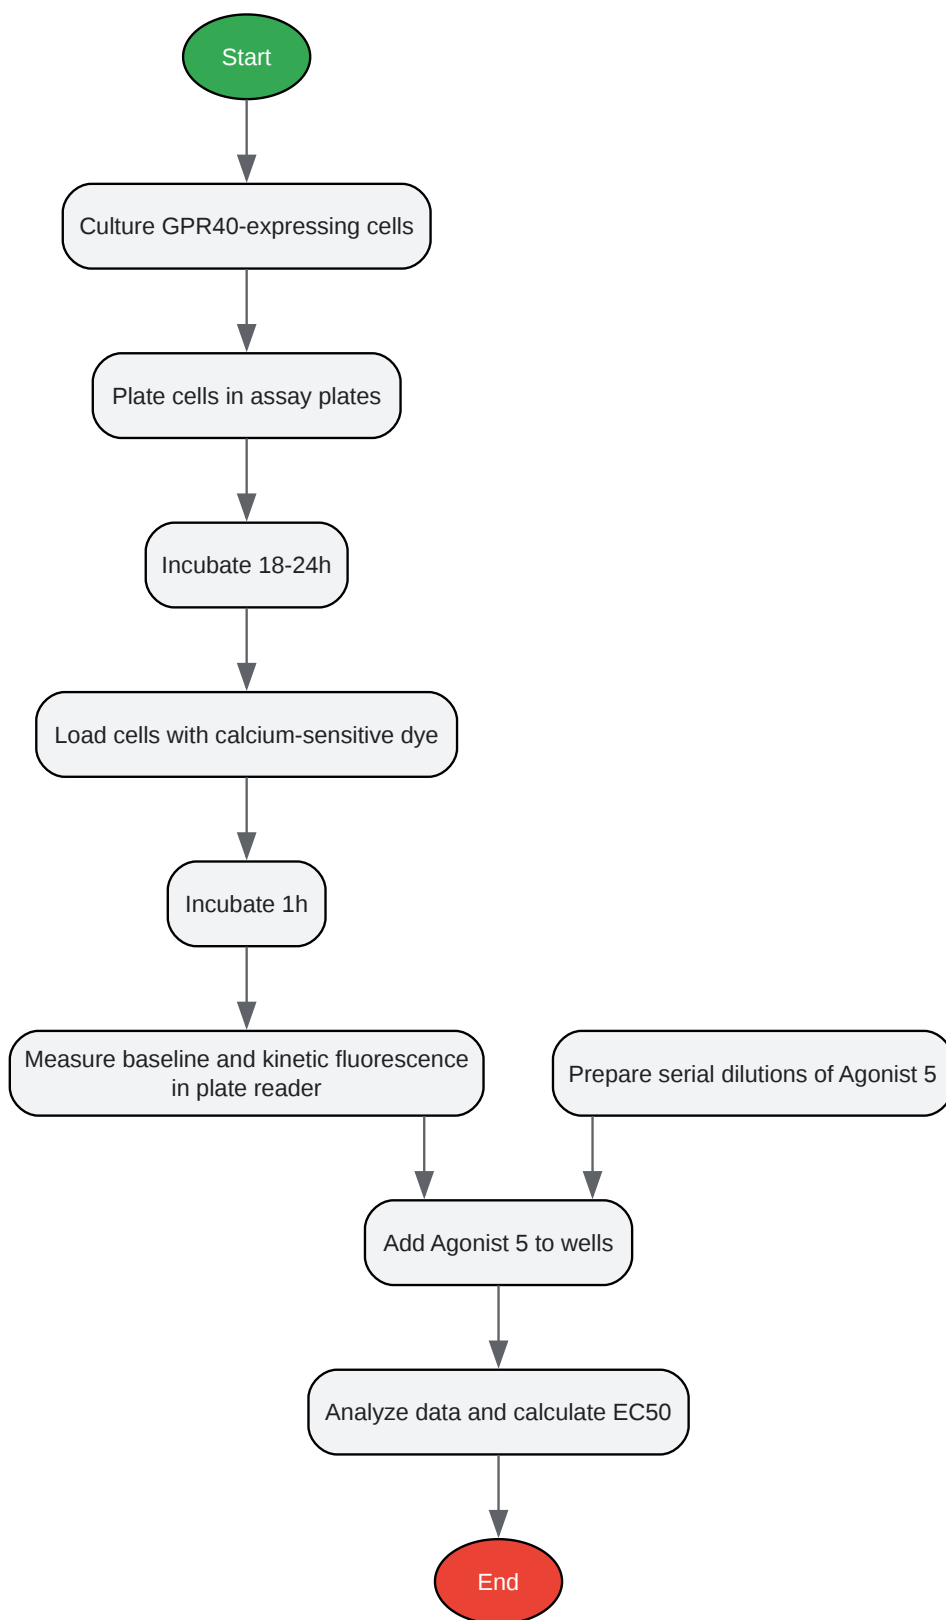 Start
Culture GPR40-expressing cells
Plate cells in assay plates
Incubate 18-24h
Load cells with calcium-sensitive dye
Incubate 1h
Measure baseline and kinetic fluorescence
in plate reader
Prepare serial dilutions of Agonist 5
Add Agonist 5 to wells
Analyze data and calculate EC50
End